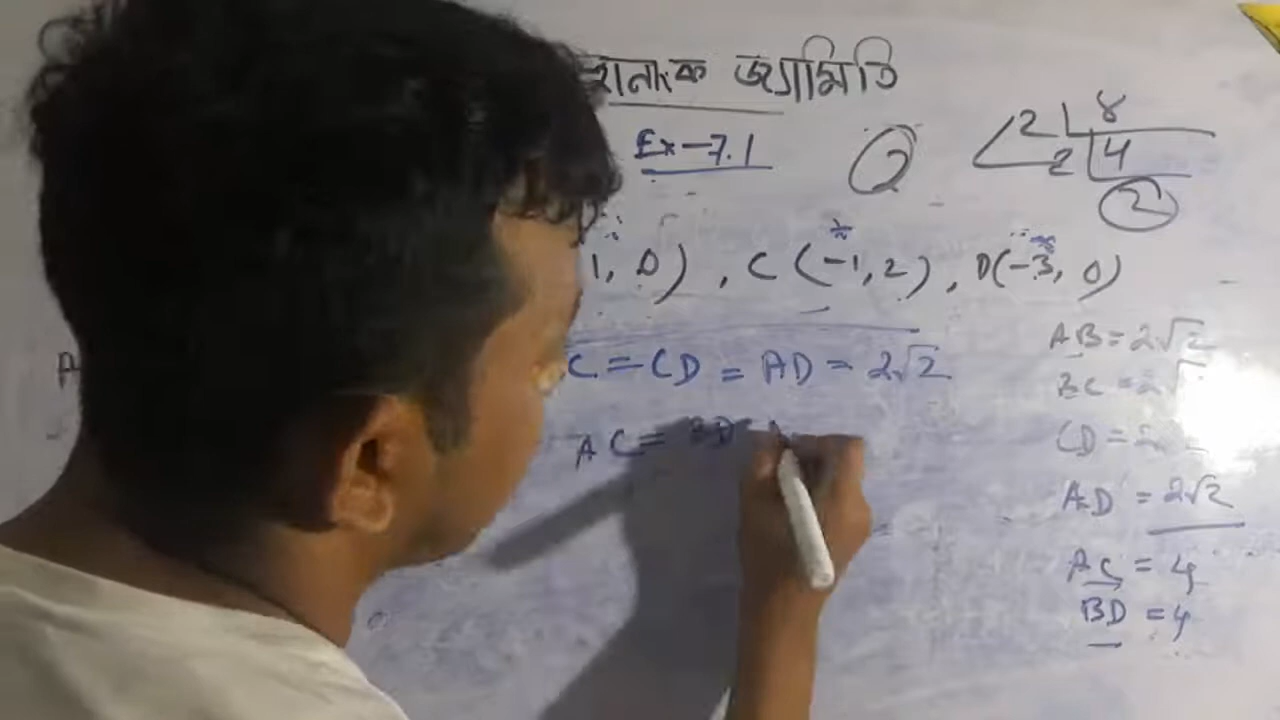 জ্যামিতি
Ex-7.1
2 | 8
2 | 4
2
1, 0), C(-1, 2), D(-3, 0)
C = CD = AD = 2√2
AC = BD =
AB = 2√2
BC = 2√
CD = 2
AD = 2√2
AC = 4
BD = 4